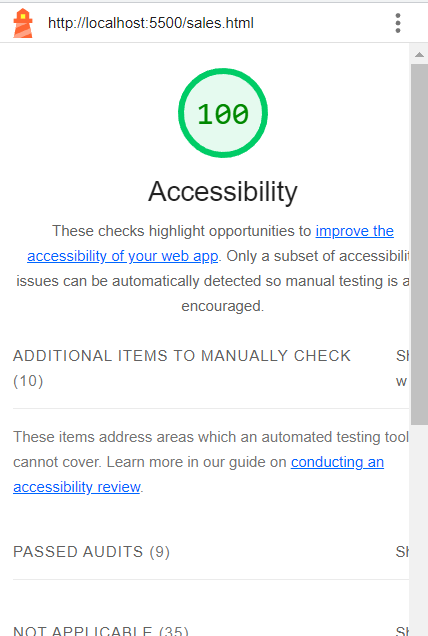 http://localhost:5500/sales.html
100
Accessibility
These checks highlight opportunities to improve the
accessibility of your web app. Only a subset of accessibilit
issues can be automatically detected so manual testing is a
encouraged.
ADDITIONAL ITEMS TO MANUALLY CHECK Sh
(10) w
These items address areas which an automated testing tool
cannot cover. Learn more in our guide on conducting an
accessibility review.
PASSED AUDITS (9) Sh
NOT APPLICABLE (35) Sh